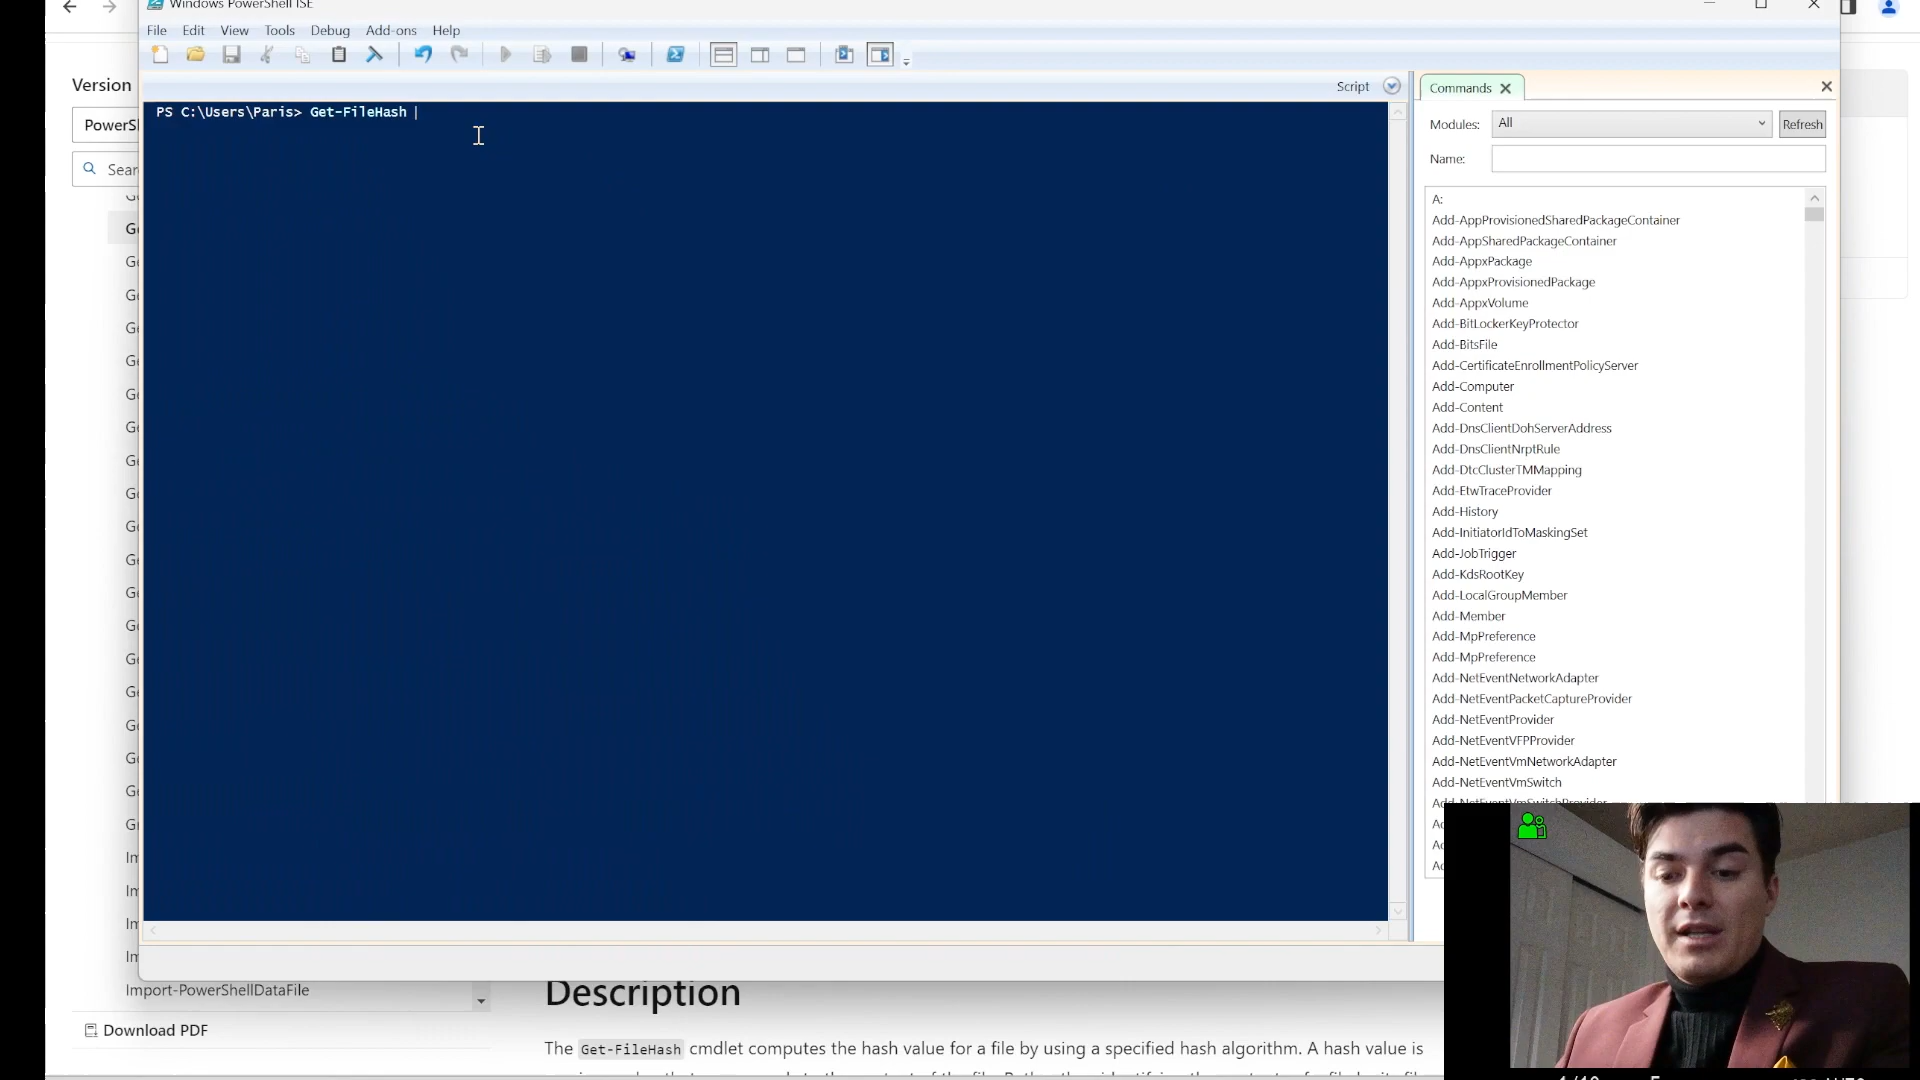 Windows PowerShell ISE
File Edit View Tools Debug Add-ons Help
Version
Script
Commands
PS C:\Users\Paris> Get-FileHash
Modules: All Refresh
Name:
A:
Add-AppProvisionedSharedPackageContainer
Add-AppSharedPackageContainer
Add-AppxPackage
Add-AppxProvisionedPackage
Add-AppxVolume
Add-BitLockerKeyProtector
Add-BitsFile
Add-CertificateEnrollmentPolicyServer
Add-Computer
Add-Content
Add-DnsClientDohServerAddress
Add-DnsClientNrptRule
Add-DtcClusterTMMapping
Add-EtwTraceProvider
Add-History
Add-InitiatorIdToMaskingSet
Add-JobTrigger
Add-KdsRootKey
Add-LocalGroupMember
Add-Member
Add-MpPreference
Add-MpPreference
Add-NetEventNetworkAdapter
Add-NetEventPacketCaptureProvider
Add-NetEventProvider
Add-NetEventVFPProvider
Add-NetEventVmNetworkAdapter
Add-NetEventVmSwitch
Add-NetEventVmSwitchProvider
Import-PowerShellDataFile
Download PDF
Description
The Get-FileHash cmdlet computes the hash value for a file by using a specified hash algorithm. A hash value is